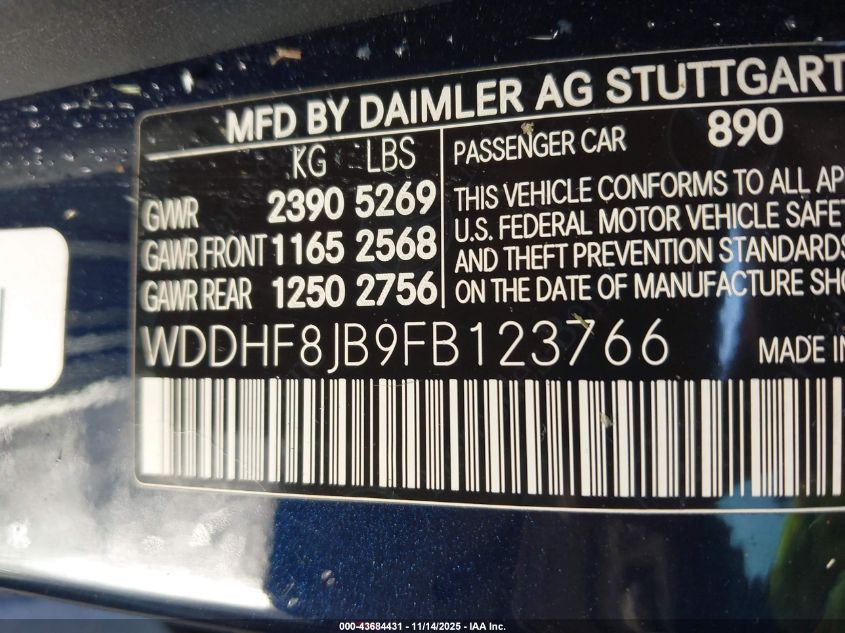 MFD BY DAIMLER AG STUTTGART
KG LBS
GVWR 2390 5269
GAWR FRONT 1165 2568
GAWR REAR 1250 2756
PASSENGER CAR 890
THIS VEHICLE CONFORMS TO ALL AP
U.S. FEDERAL MOTOR VEHICLE SAFE
AND THEFT PREVENTION STANDARDS
ON THE DATE OF MANUFACTURE SHO
WDDHF8JB9FB123766
MADE IN
000-43684431 - 11/14/2025 - IAA Inc.